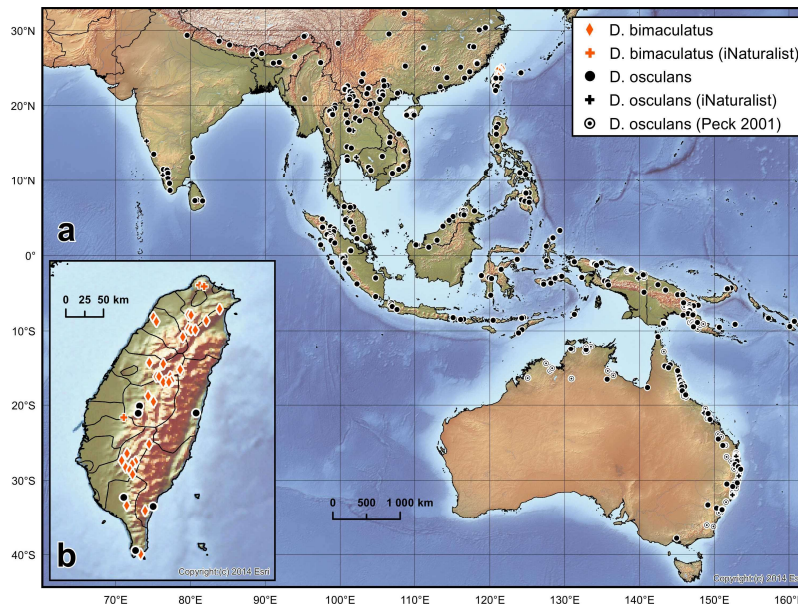 30°N
20°N
10°N
0°
10°S
20°S
30°S
40°S
D. bimaculatus
D. bimaculatus (iNaturalist)
D. osculans
D. osculans (iNaturalist)
D. osculans (Peck 2001)
a
0 25 50 km
b
Copyright:(c) 2014 Esri
0 500 1 000 km
Copyright:(c) 2014 Esri
70°E 80°E 90°E 100°E 110°E 120°E 130°E 140°E 150°E